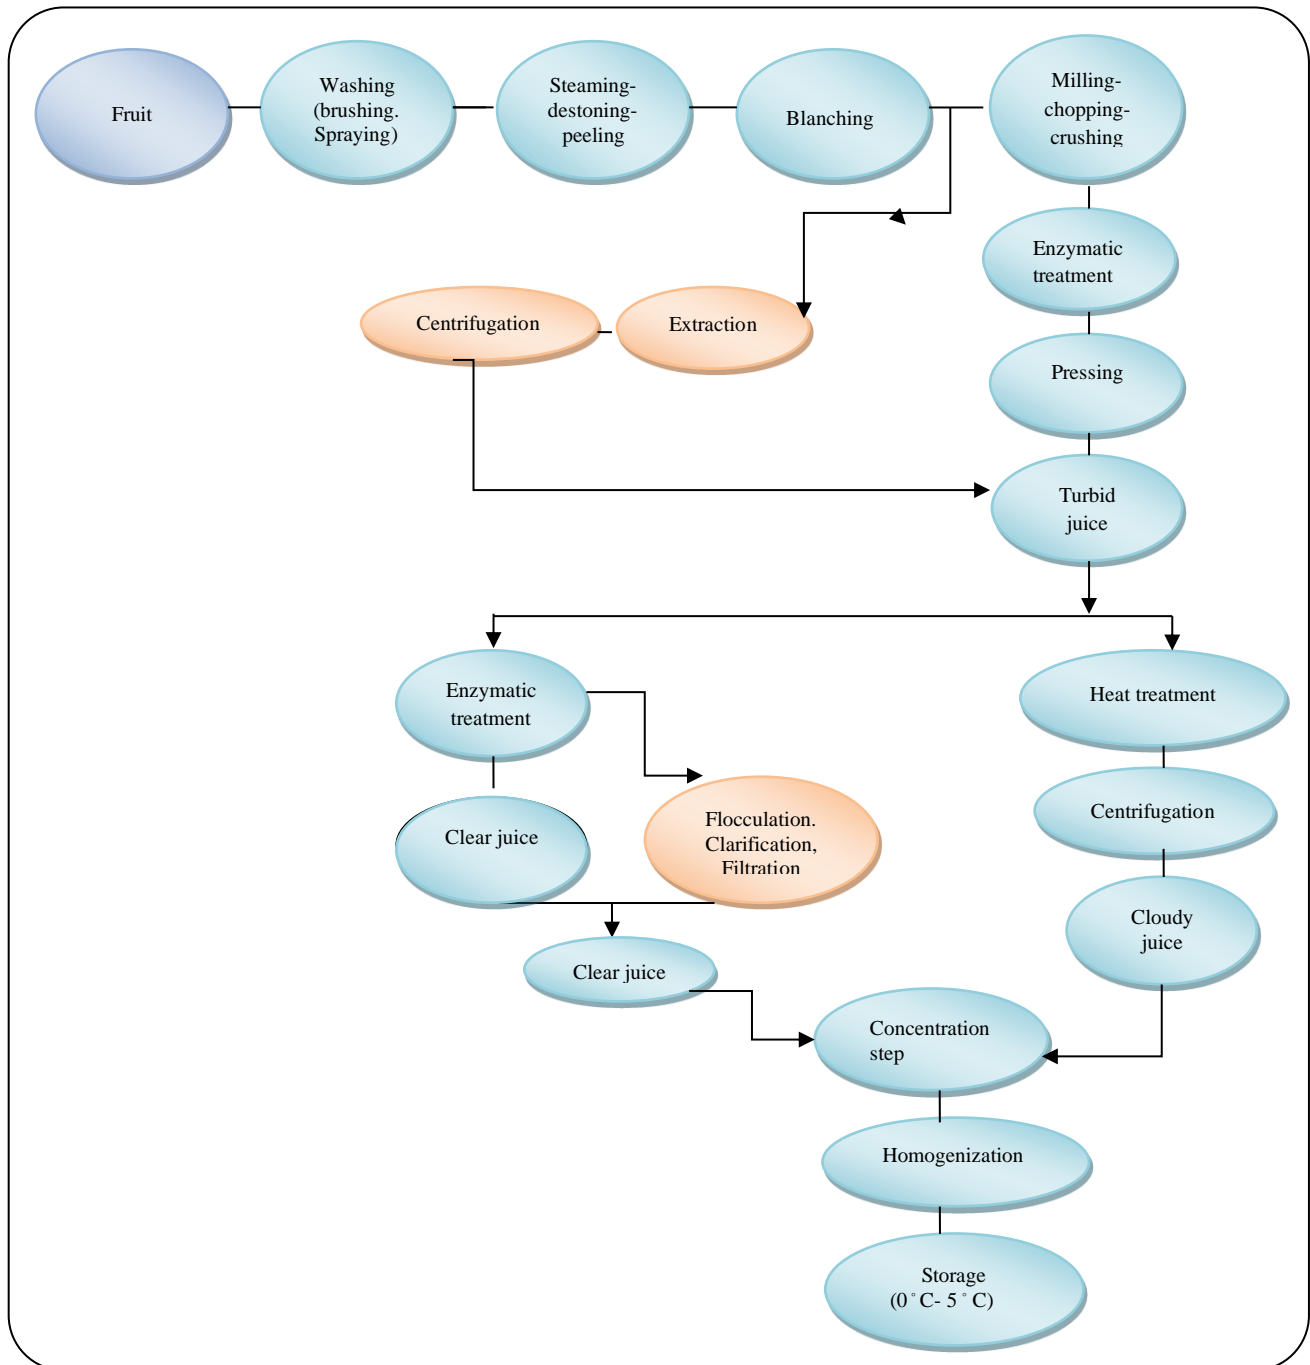 Fruit
Washing
(brushing.
Spraying)
Steaming-
destoning-
peeling
Blanching
Milling-
chopping-
crushing
Enzymatic
treatment
Centrifugation
Extraction
Pressing
Turbid
juice
Enzymatic
treatment
Heat treatment
Clear juice
Flocculation.
Clarification,
Filtration
Centrifugation
Cloudy
juice
Clear juice
Concentration
step
Homogenization
Storage
(0°C- 5°C)